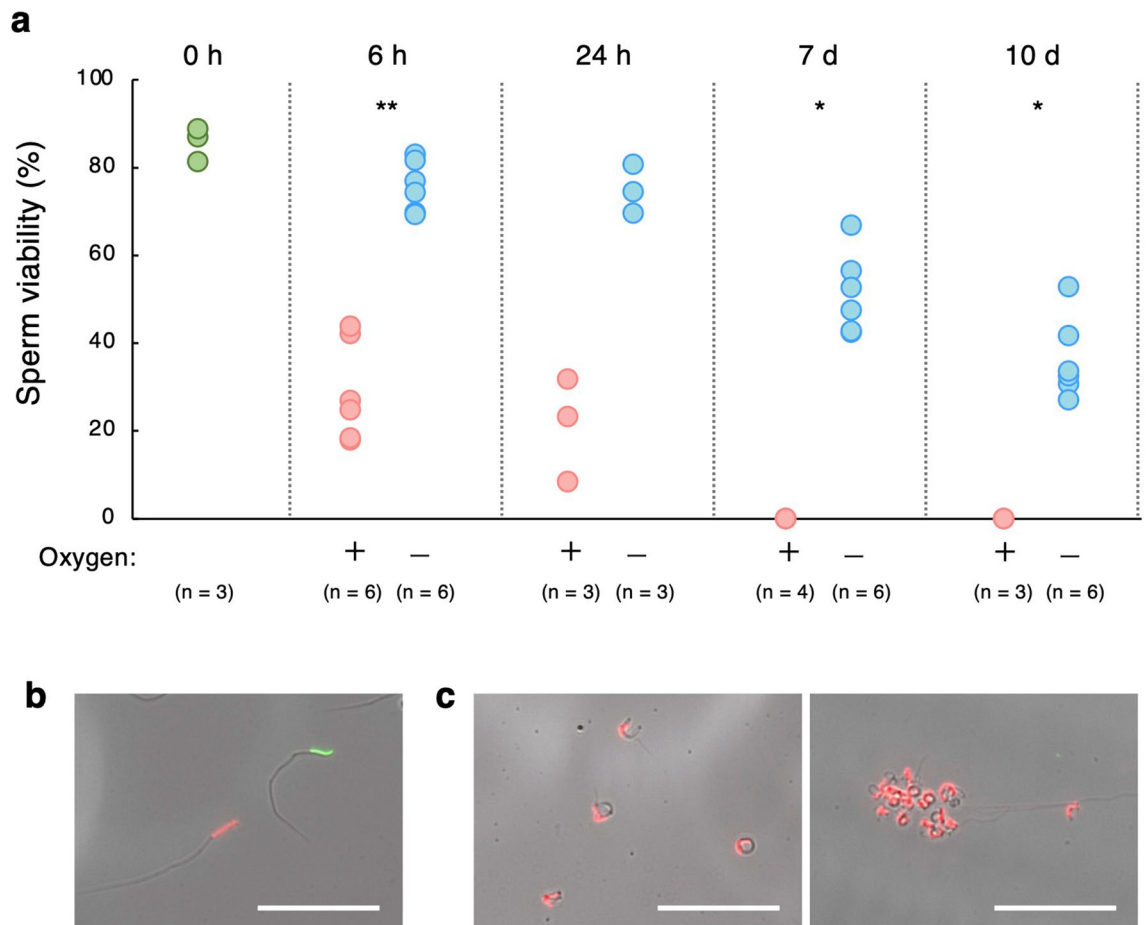 a
0 h 6 h 24 h 7 d 10 d
** * *
Sperm viability (%)
100
80
60
40
20
0
Oxygen: + – + – + – + –
(n = 3) (n = 6) (n = 6) (n = 3) (n = 3) (n = 4) (n = 6) (n = 3) (n = 6)
b c